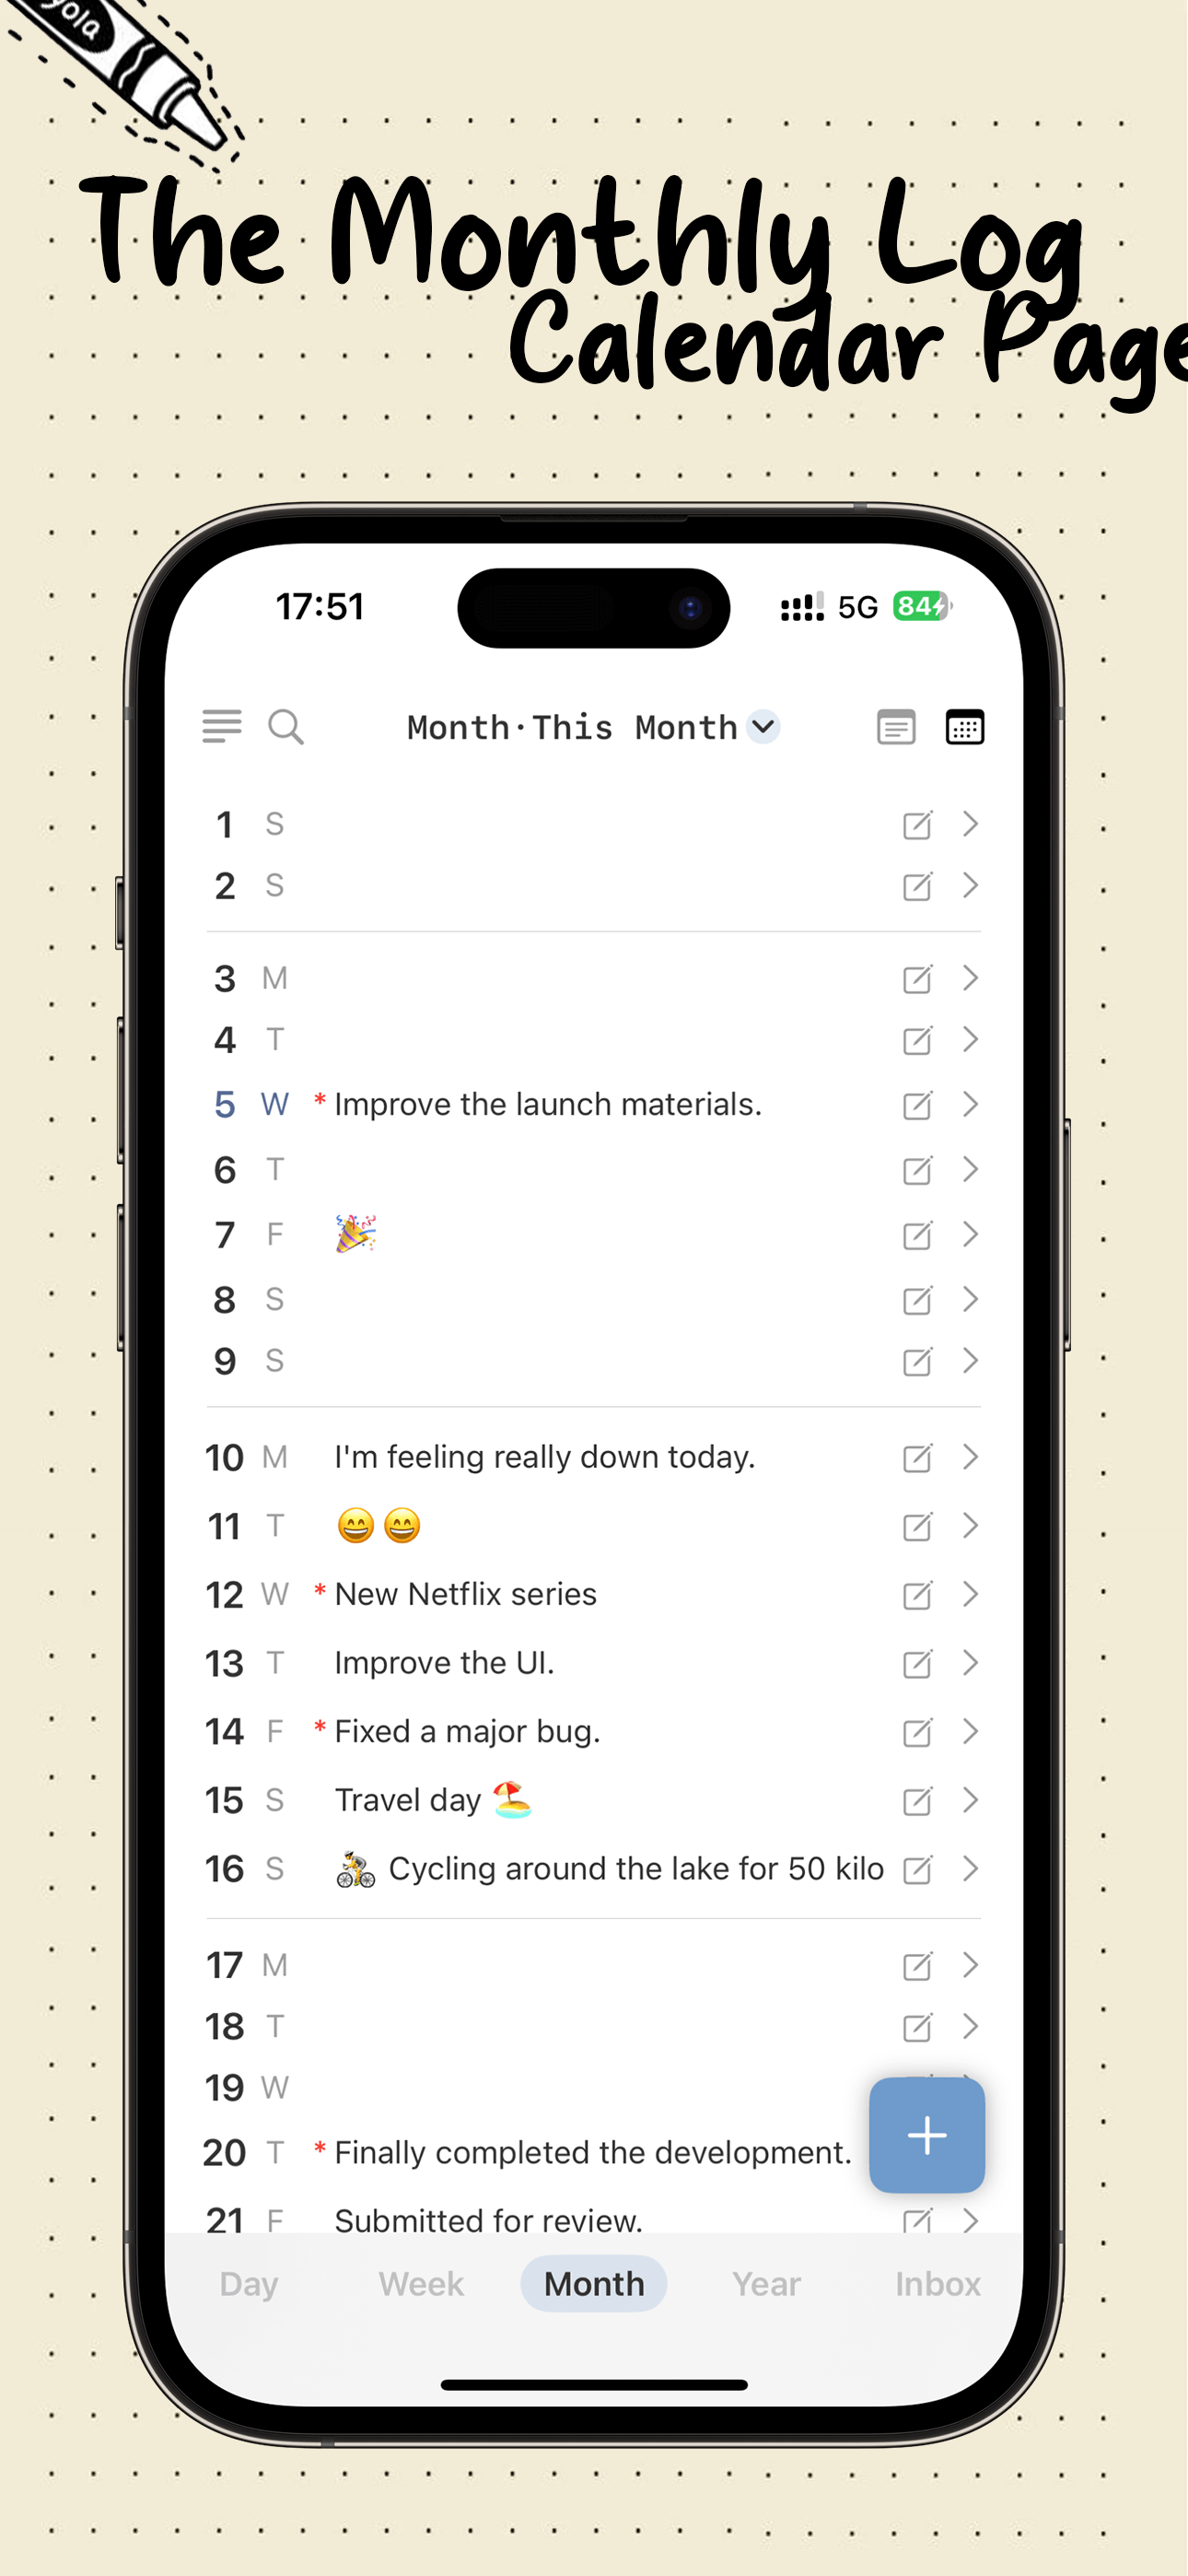 yola
The Monthly Log
Calendar Page
17:51 5G 84
Month·This Month
1 S
2 S
3 M
4 T
5 W * Improve the launch materials.
6 T
7 F 🎉
8 S
9 S
10 M I'm feeling really down today.
11 T 😄😄
12 W * New Netflix series
13 T Improve the UI.
14 F * Fixed a major bug.
15 S Travel day 🏖️
16 S 🚴 Cycling around the lake for 50 kilo
17 M
18 T
19 W
20 T * Finally completed the development.
21 F Submitted for review.
Day Week Month Year Inbox